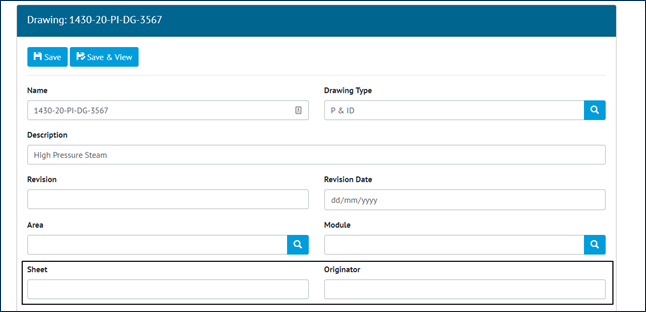 Drawing: 1430-20-PI-DG-3567
Save Save & View
Name Drawing Type
1430-20-PI-DG-3567 P & ID
Description
High Pressure Steam
Revision Revision Date
dd/mm/yyyy
Area Module
Sheet Originator